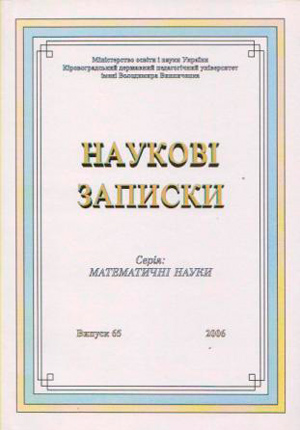 Міністерство освіти і науки України
Кіровоградський державний педагогічний університет
імені Володимира Винниченка
НАУКОВІ
ЗАПИСКИ
Серія:
МАТЕМАТИЧНІ НАУКИ
Випуск 65 2006